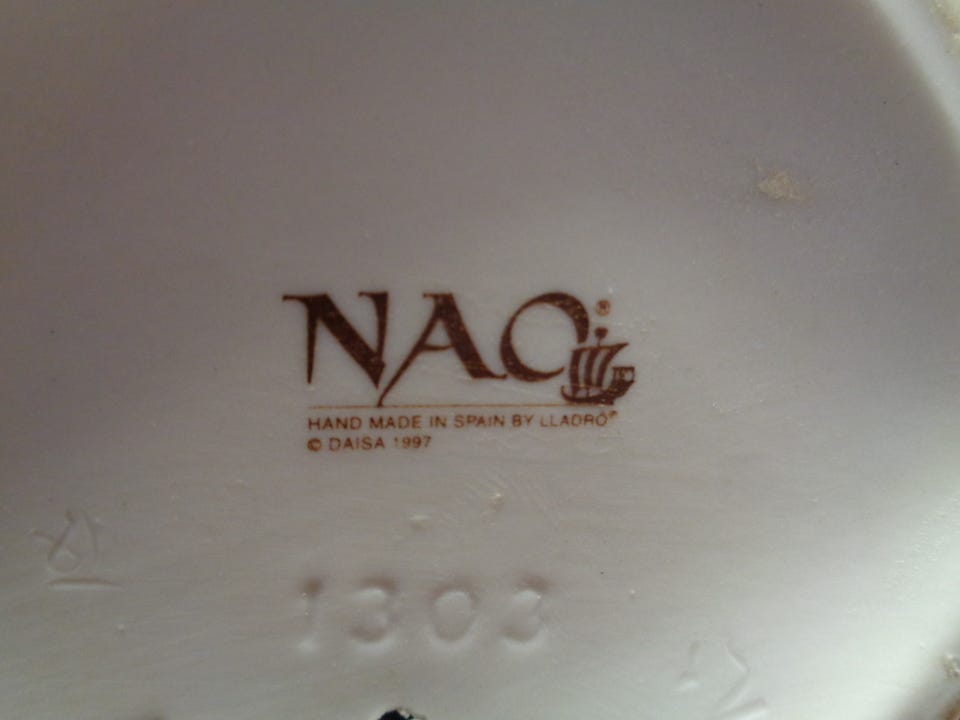 NAO®
HAND MADE IN SPAIN BY LLADRÓ®
© DAISA 1997
1303